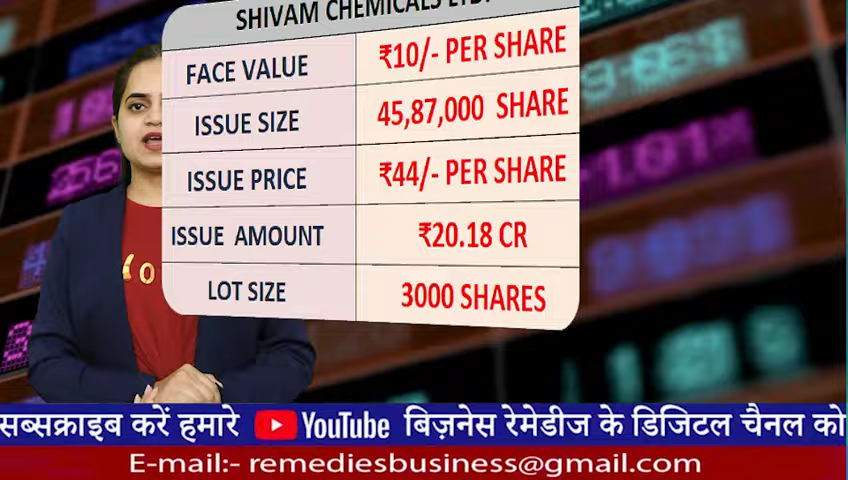 SHIVAM CHEMICALS LTD.
FACE VALUE ₹10/- PER SHARE
ISSUE SIZE 45,87,000 SHARE
ISSUE PRICE ₹44/- PER SHARE
ISSUE AMOUNT ₹20.18 CR
LOT SIZE 3000 SHARES
YO
सब्सक्राइब करें हमारे YouTube बिज़नेस रेमेडीज के डिजिटल चैनल को
E-mail:- remediesbusiness@gmail.com